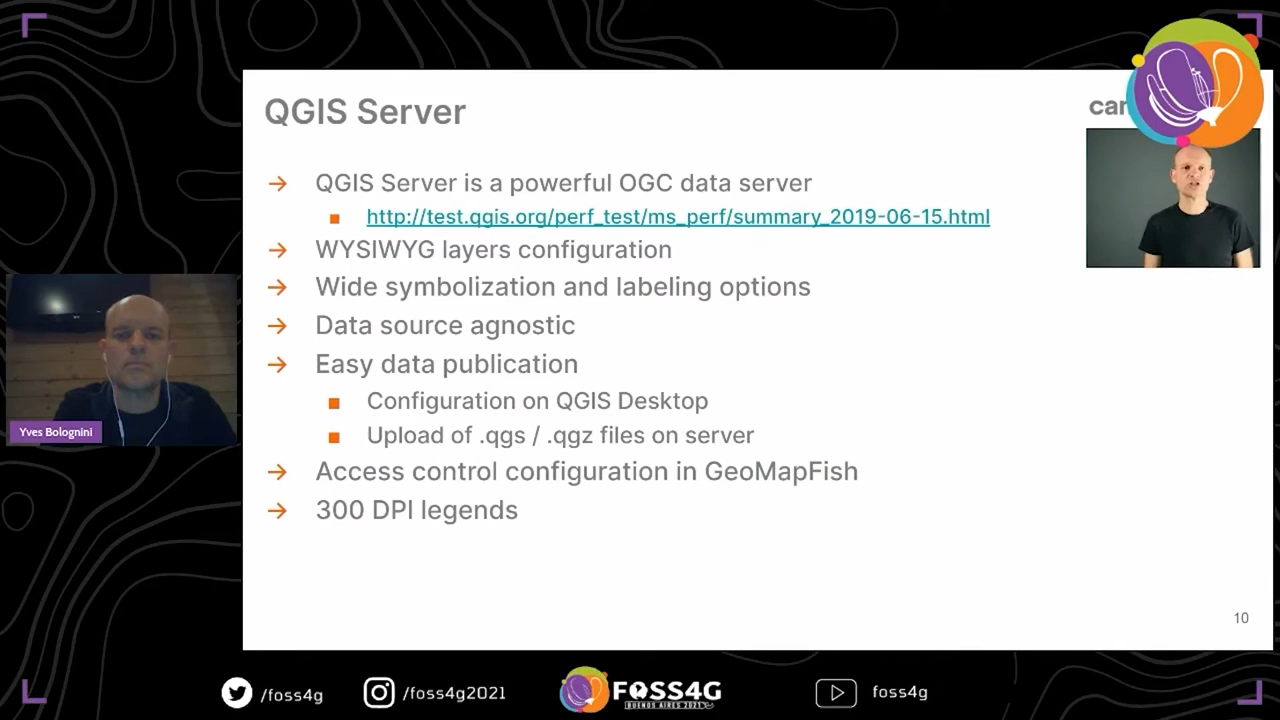 QGIS Server
QGIS Server is a powerful OGC data server
http://test.qgis.org/perf_test/ms_perf/summary_2019-06-15.html
WYSIWYG layers configuration
Wide symbolization and labeling options
Data source agnostic
Easy data publication
Configuration on QGIS Desktop
Upload of .qgs / .qgz files on server
Access control configuration in GeoMapFish
300 DPI legends
10
Yves Bolognini
/foss4g
/foss4g2021
FOSS4G
BUENOS AIRES 2021
foss4g